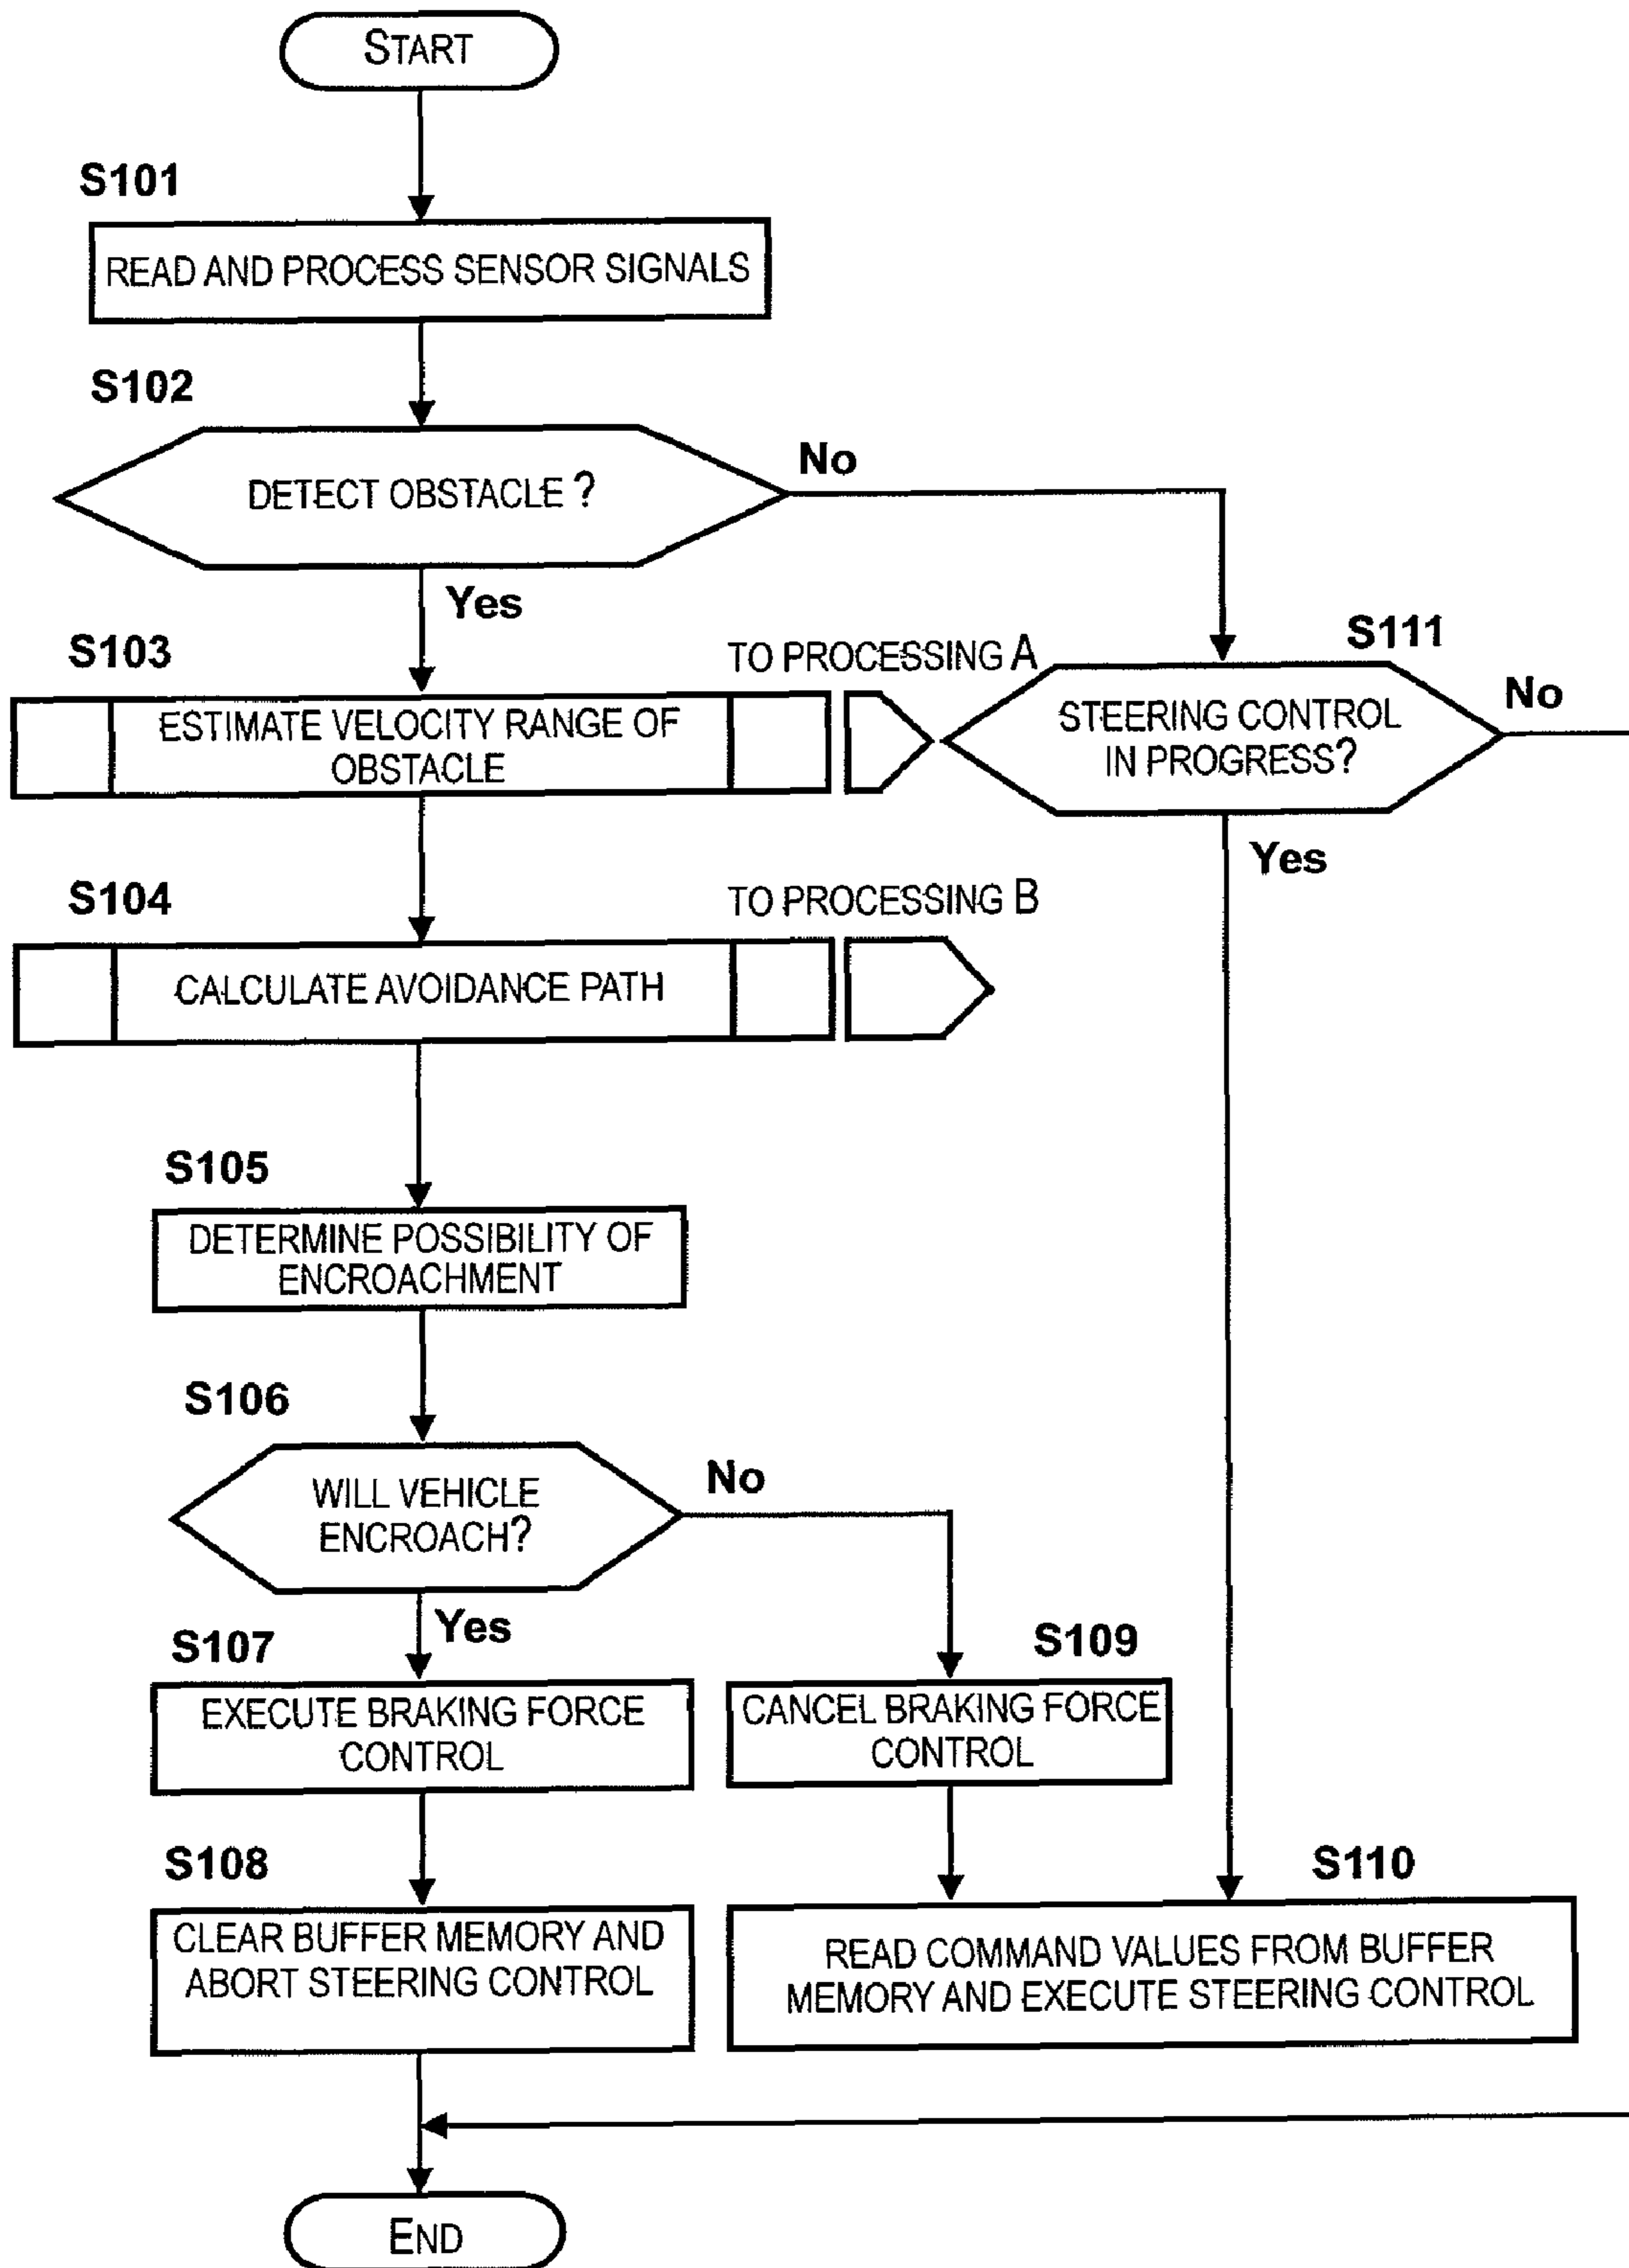 START
S101
READ AND PROCESS SENSOR SIGNALS
S102
DETECT OBSTACLE ?
No
Yes
S103
ESTIMATE VELOCITY RANGE OF
OBSTACLE
TO PROCESSING A
S111
STEERING CONTROL
IN PROGRESS?
No
Yes
S104
CALCULATE AVOIDANCE PATH
TO PROCESSING B
S105
DETERMINE POSSIBILITY OF
ENCROACHMENT
S106
WILL VEHICLE
ENCROACH?
No
Yes
S107
EXECUTE BRAKING FORCE
CONTROL
S109
CANCEL BRAKING FORCE
CONTROL
S108
CLEAR BUFFER MEMORY AND
ABORT STEERING CONTROL
S110
READ COMMAND VALUES FROM BUFFER
MEMORY AND EXECUTE STEERING CONTROL
END